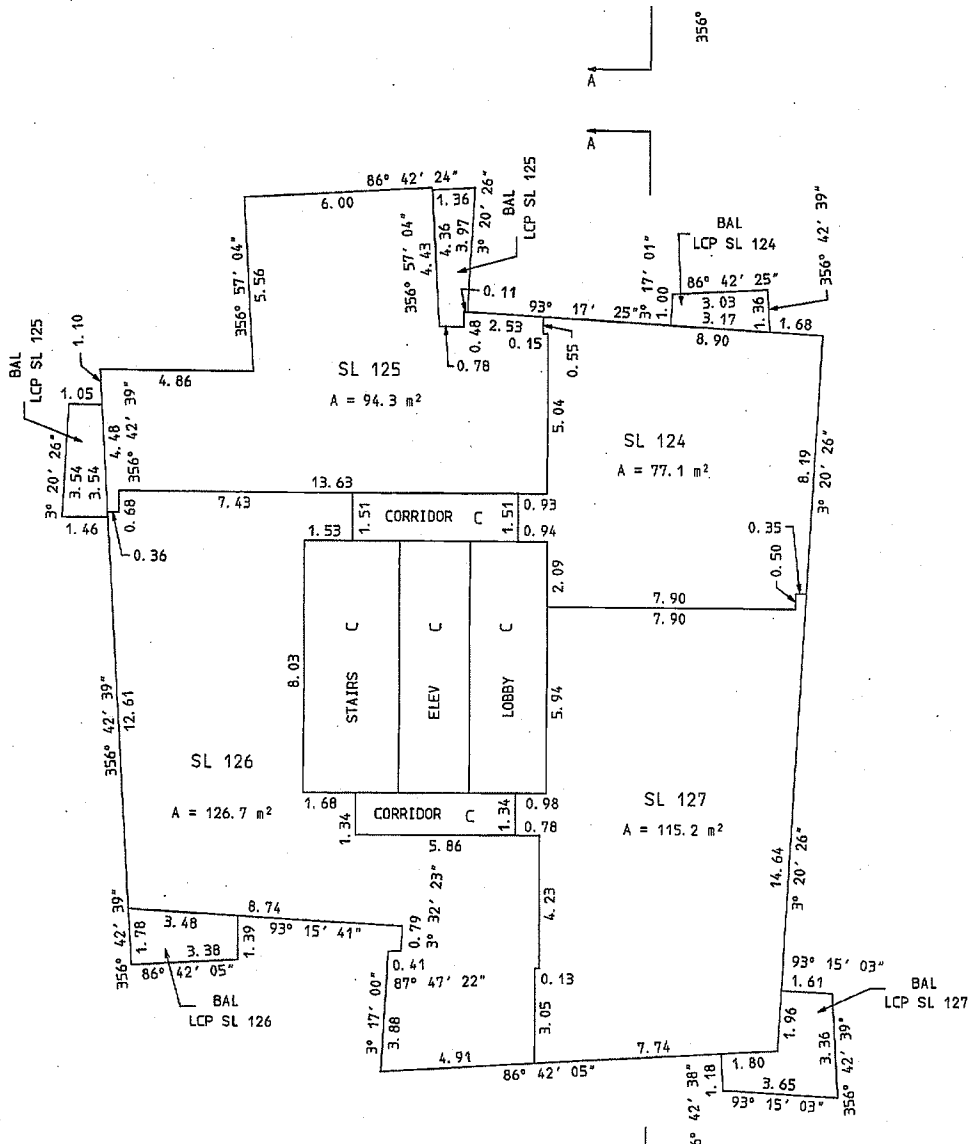 356°
A
A
86° 42' 24"
6.00
1.36
3° 20' 26"
BAL
LCP SL 125
356° 57' 04"
4.43
4.36
3.97
356° 57' 04"
5.56
0.11
0.48
0.78
93° 17' 25"
2.53
0.15
0.55
BAL
LCP SL 124
3° 17' 01"
1.00
86° 42' 25"
3.03
3.17
1.36
356° 42' 39"
8.90
1.68
BAL
LCP SL 125
1.10
4.86
SL 125
A = 94.3 m²
1.05
3° 20' 26"
3.54
3.54
4.48
356° 42' 39"
5.04
SL 124
A = 77.1 m²
8.19
3° 20' 26"
13.63
7.43
0.68
1.46
0.36
1.51
CORRIDOR C
1.51
0.93
0.94
1.53
2.09
0.35
0.50
7.90
7.90
STAIRS C
ELEV C
LOBBY C
8.03
5.94
356° 42' 39"
12.61
SL 126
A = 126.7 m²
SL 127
A = 115.2 m²
1.68
1.34
CORRIDOR C
1.34
0.98
0.78
5.86
14.64
3° 20' 26"
356° 42' 39"
1.78
3.48
8.74
93° 15' 41"
3.38
1.39
86° 42' 05"
BAL
LCP SL 126
0.79
3° 32' 23"
0.41
87° 47' 22"
3° 17' 00"
3.88
4.23
0.13
3.05
4.91
86° 42' 05"
7.74
93° 15' 03"
1.61
BAL
LCP SL 127
1.96
3.36
356° 42' 39"
1.80
1.18
6° 42' 38"
3.65
93° 15' 03"